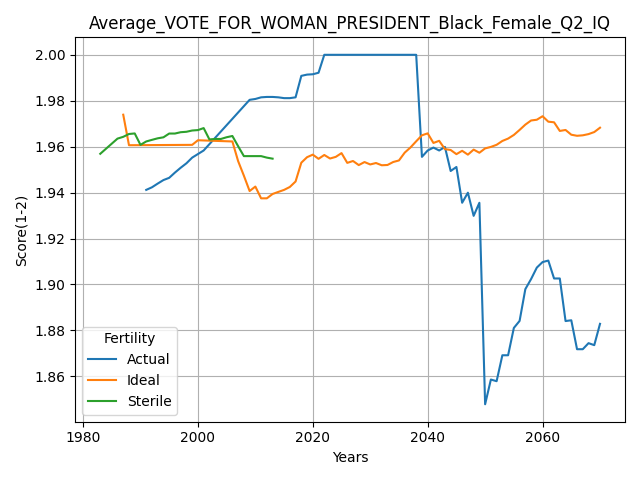 Average_VOTE_FOR_WOMAN_PRESIDENT_Black_Female_Q2_IQ
Score(1-2)
2.00
1.98
1.96
1.94
1.92
1.90
1.88
1.86
Fertility
Actual
Ideal
Sterile
1980 2000 2020 2040 2060
Years